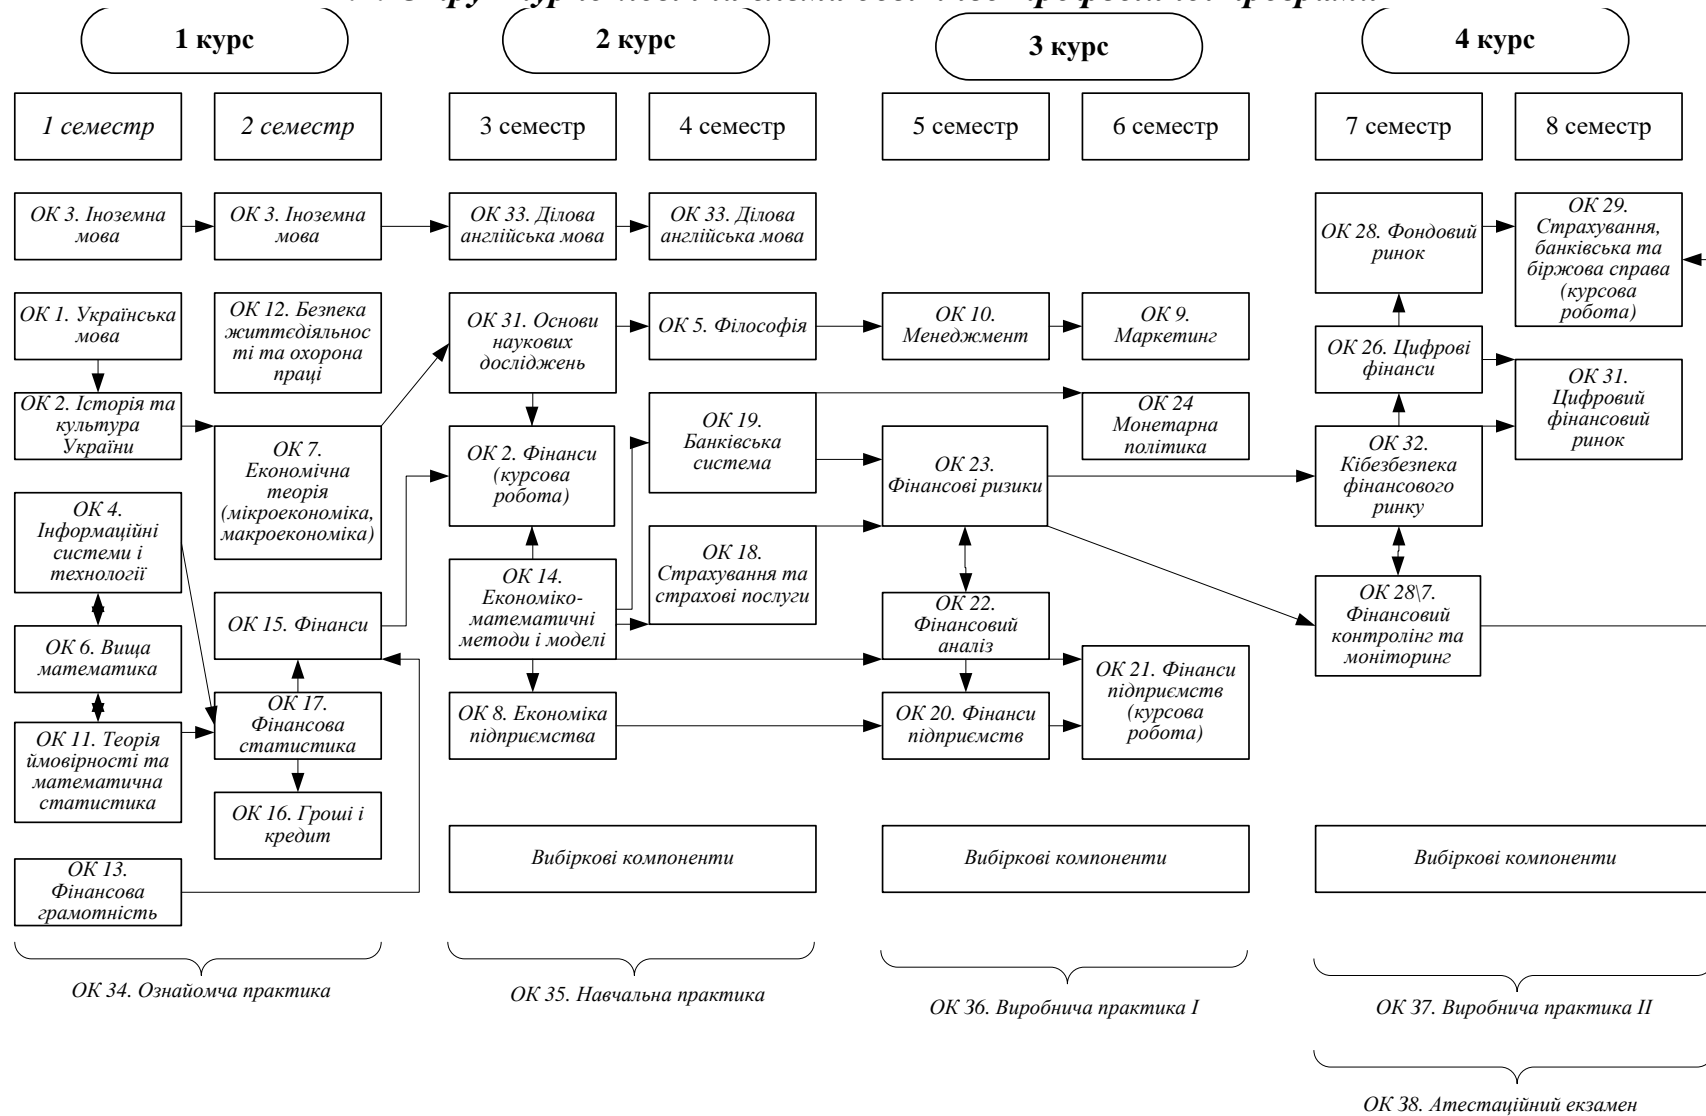 1 курс
2 курс
3 курс
4 курс
1 семестр
2 семестр
3 семестр
4 семестр
5 семестр
6 семестр
7 семестр
8 семестр
ОК 3. Іноземна
мова
ОК 3. Іноземна
мова
ОК 33. Ділова
англійська мова
ОК 33. Ділова
англійська мова
ОК 28. Фондовий
ринок
ОК 29.
Страхування,
банківська та
біржова справа
(курсова
робота)
ОК 1. Українська
мова
ОК 12. Безпека
життєдіяльнос
ті та охорона
праці
ОК 31. Основи
наукових
досліджень
ОК 5. Філософія
ОК 10.
Менеджмент
ОК 9.
Маркетинг
ОК 26. Цифрові
фінанси
ОК 31.
Цифровий
фінансовий
ринок
ОК 2. Історія та
культура
України
ОК 7.
Економічна
теорія
(мікроекономіка,
макроекономіка)
ОК 2. Фінанси
(курсова
робота)
ОК 19.
Банківська
система
ОК 23.
Фінансові ризики
ОК 24
Монетарна
політика
ОК 32.
Кібезбезпека
фінансового
ринку
ОК 4.
Інформаційні
системи і
технології
ОК 14.
Економіко-
математичні
методи і моделі
ОК 18.
Страхування та
страхові послуги
ОК 22.
Фінансовий
аналіз
ОК 28\7.
Фінансовий
контролінг та
моніторинг
ОК 6. Вища
математика
ОК 15. Фінанси
ОК 11. Теорія
ймовірності та
математична
статистика
ОК 17.
Фінансова
статистика
ОК 8. Економіка
підприємства
ОК 20. Фінанси
підприємств
ОК 21. Фінанси
підприємств
(курсова
робота)
ОК 16. Гроші і
кредит
ОК 13.
Фінансова
грамотність
Вибіркові компоненти
Вибіркові компоненти
Вибіркові компоненти
ОК 34. Ознайомча практика
ОК 35. Навчальна практика
ОК 36. Виробнича практика І
ОК 37. Виробнича практика ІІ
ОК 38. Атестаційний екзамен